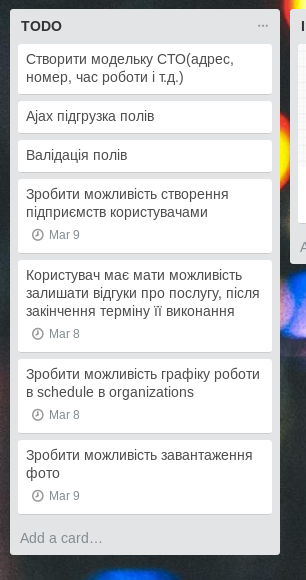 TODO
Створити модельку СТО(адрес,
номер, час роботи і т.д.)
Ajax підгрузка полів
Валідація полів
Зробити можливість створення
підприємств користувачами
Mar 9
Користувач має мати можливість
залишати відгуки про послугу, після
закінчення терміну її виконання
Mar 8
Зробити можливість графіку роботи
в schedule в organizations
Mar 8
Зробити можливість завантаження
фото
Mar 9
Add a card…